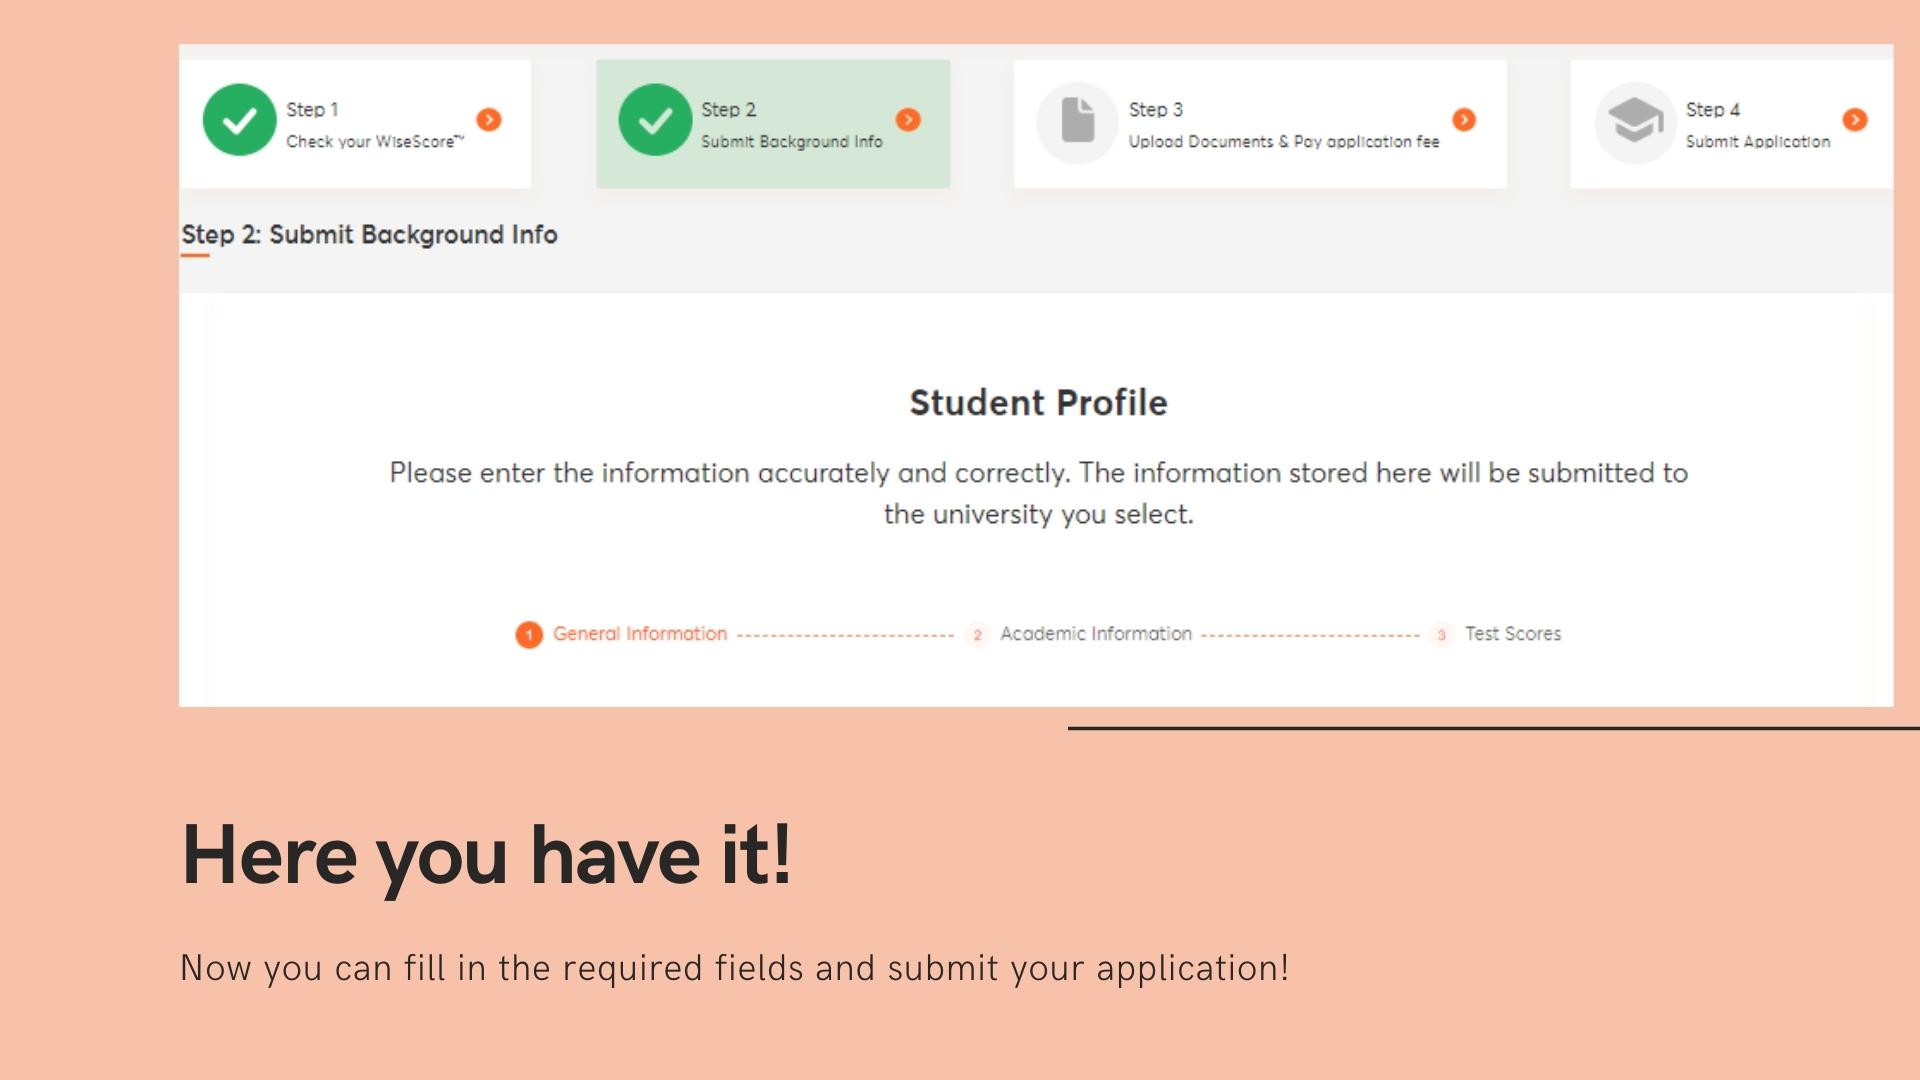 Step 1
Check your WiseScore™
Step 2
Submit Background Info
Step 3
Upload Documents & Pay application fee
Step 4
Submit Application
Step 2: Submit Background Info
Student Profile
Please enter the information accurately and correctly. The information stored here will be submitted to
the university you select.
1 General Information 2 Academic Information 3 Test Scores
Here you have it!
Now you can fill in the required fields and submit your application!